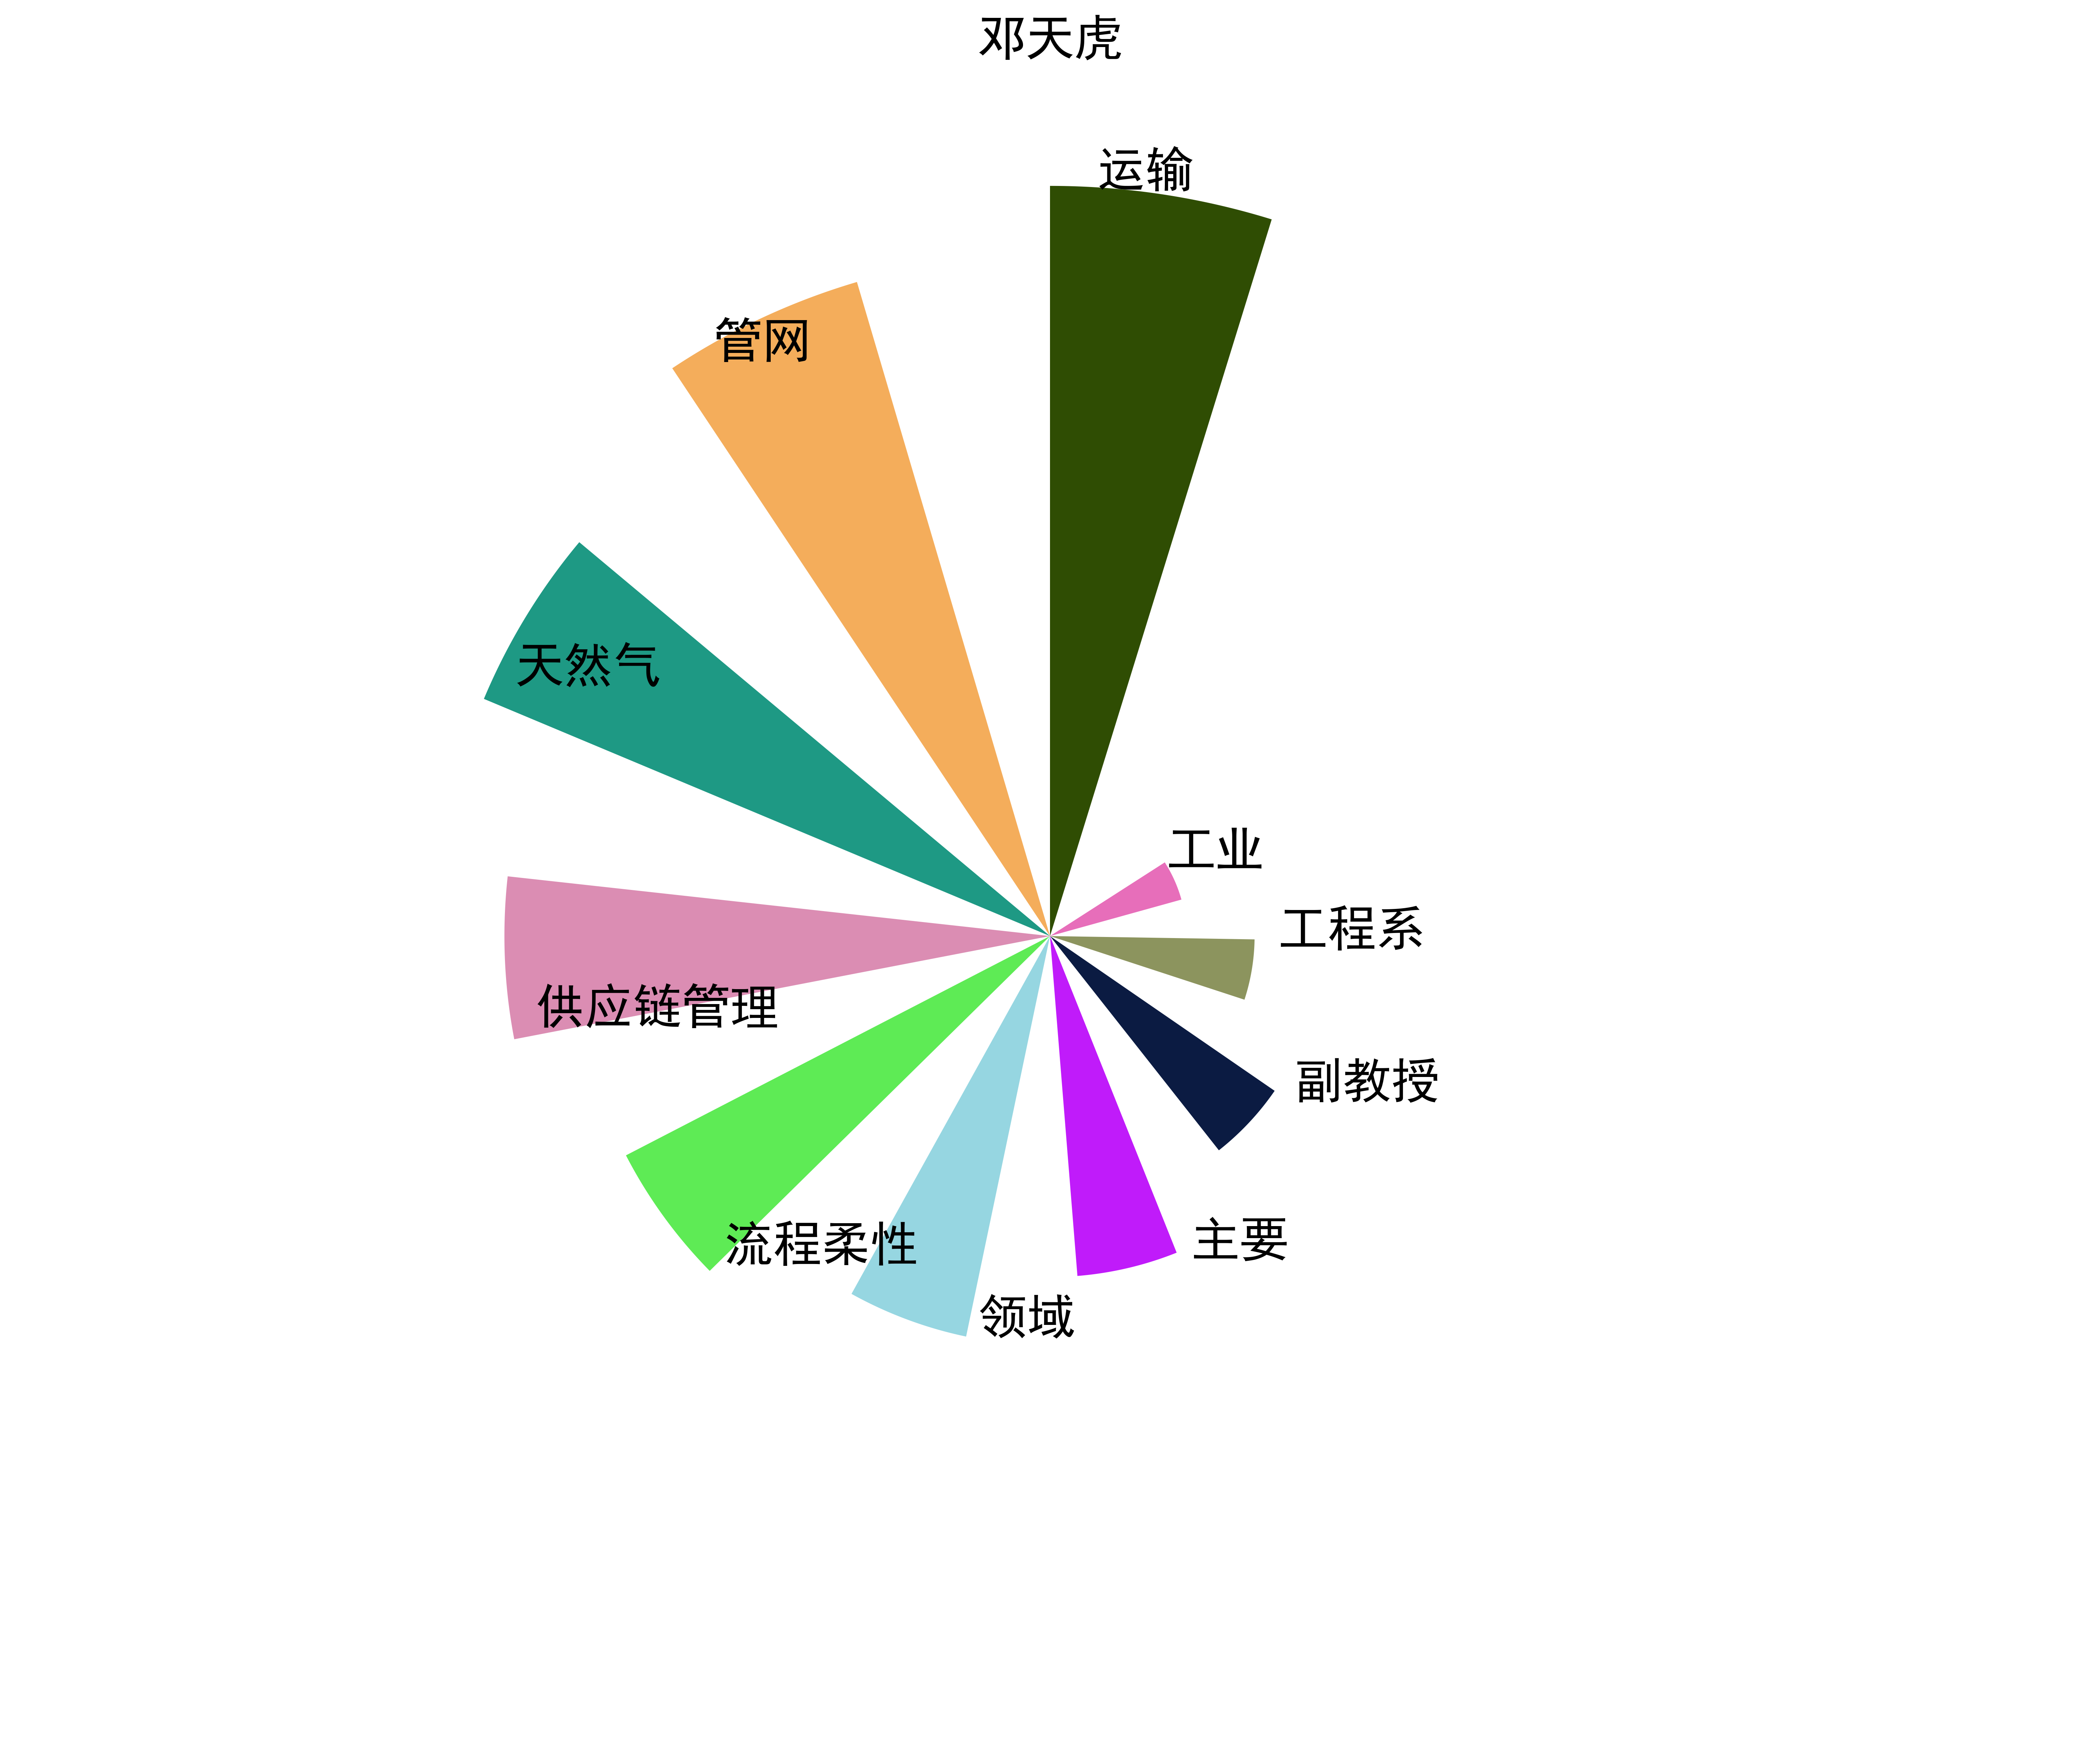 邓天虎
运输
管网
天然气
工业
工程系
供应链管理
副教授
流程柔性
主要
领域